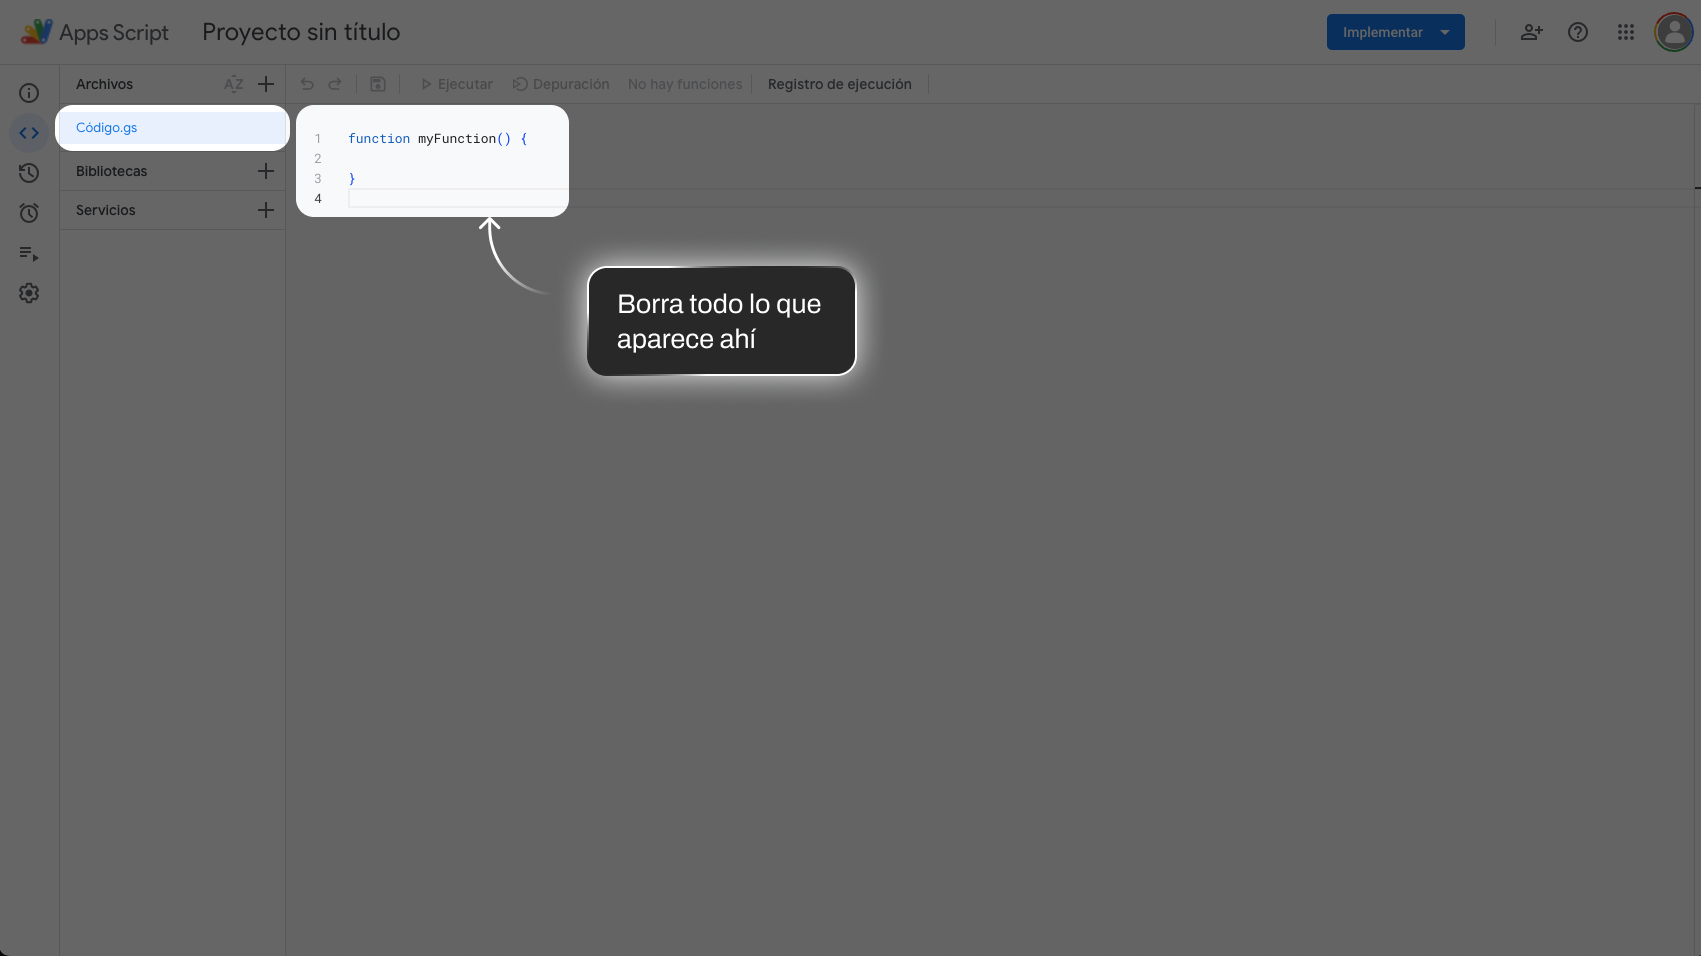 Apps Script
Proyecto sin título
Implementar
Archivos
AZ
Ejecutar
Depuración
No hay funciones
Registro de ejecución
Código.gs
Bibliotecas
Servicios
1 function myFunction() {
2
3 }
4
Borra todo lo que
aparece ahí